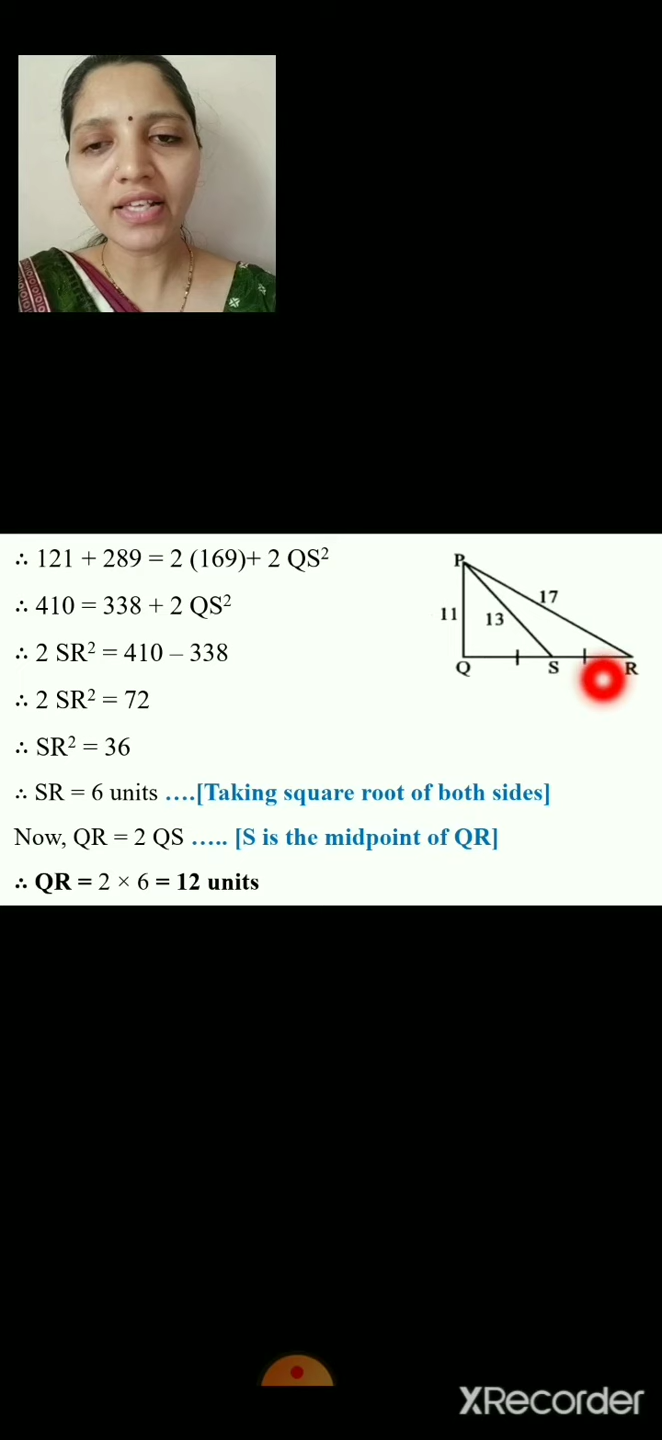 ∴ 121 + 289 = 2 (169)+ 2 QS²
∴ 410 = 338 + 2 QS²
∴ 2 SR² = 410 – 338
∴ 2 SR² = 72
∴ SR² = 36
∴ SR = 6 units ….[Taking square root of both sides]
Now, QR = 2 QS ….. [S is the midpoint of QR]
∴ QR = 2 × 6 = 12 units
P
17
11
13
Q
S
R
XRecorder